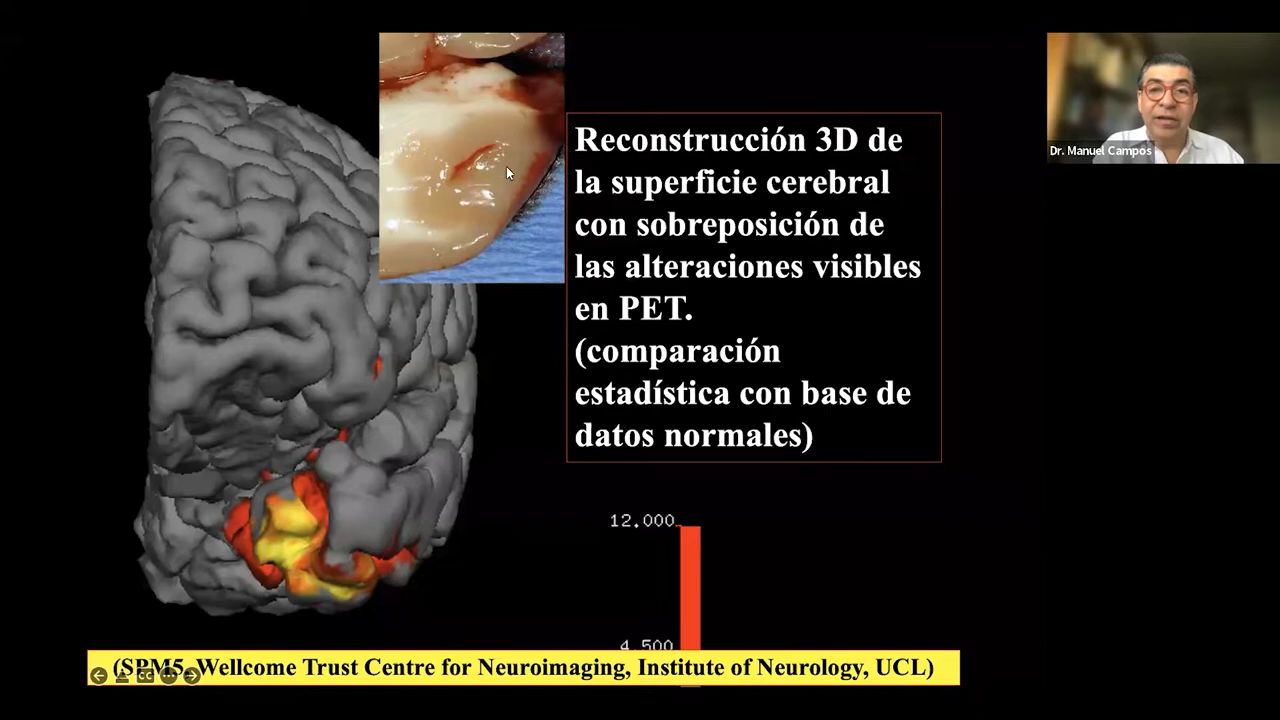 Dr. Manuel Campos
Reconstrucción 3D de
la superficie cerebral
con sobreposición de
las alteraciones visibles
en PET.
(comparación
estadística con base de
datos normales)
12.000
4.500
(SPM5, Wellcome Trust Centre for Neuroimaging, Institute of Neurology, UCL)
CC